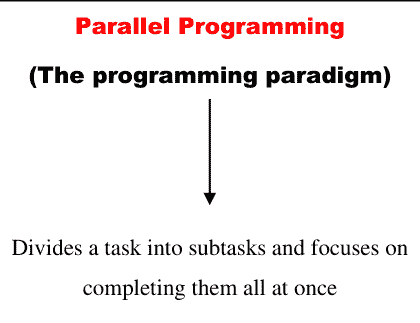 Parallel Programming
(The programming paradigm)
Divides a task into subtasks and focuses on
completing them all at once